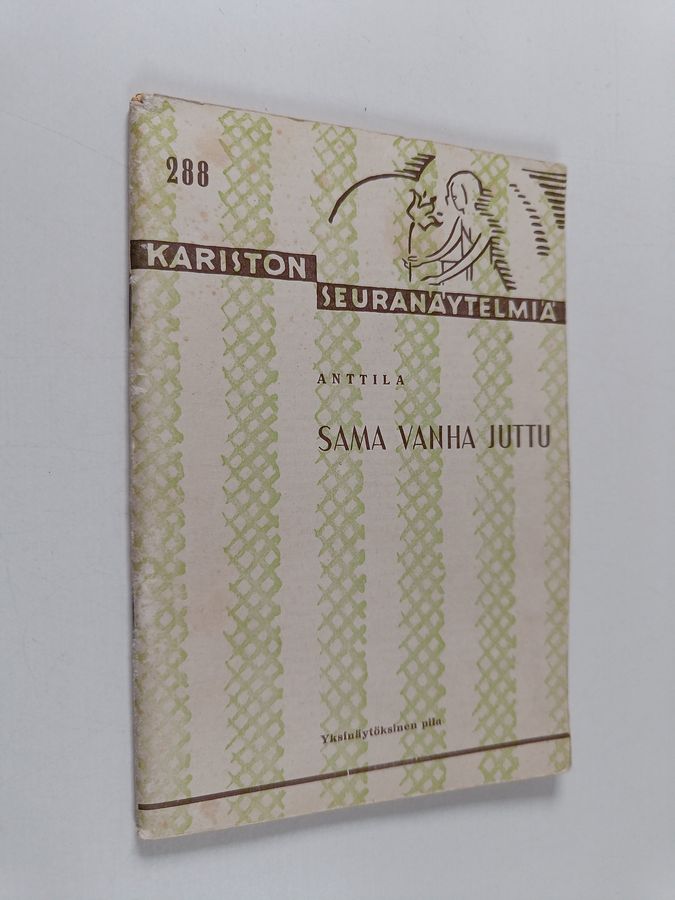 288
KARISTON
SEURANÄYTELMIÄ
ANTTILA
SAMA VANHA JUTTU
Yksinäytöksinen pila